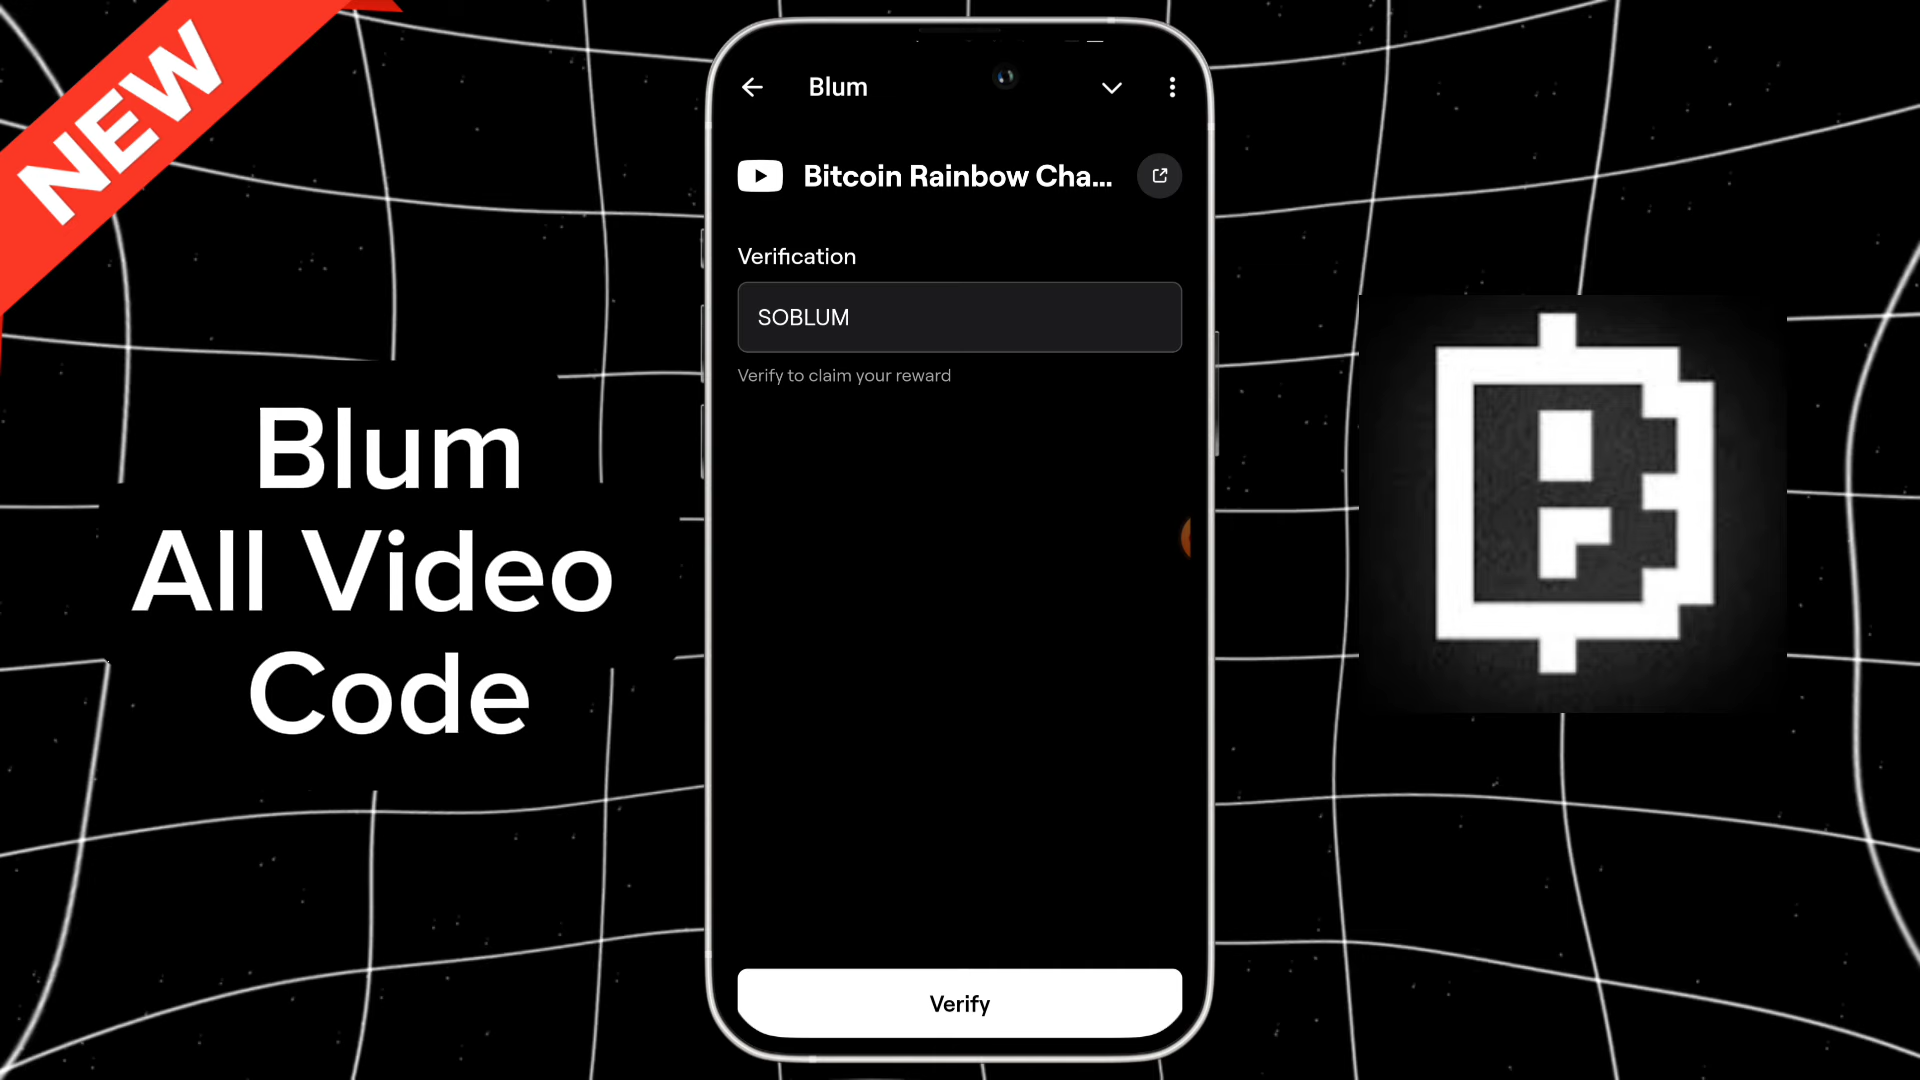 NEW
Blum
All Video
Code
Blum
Bitcoin Rainbow Cha...
Verification
SOBLUM
Verify to claim your reward
Verify